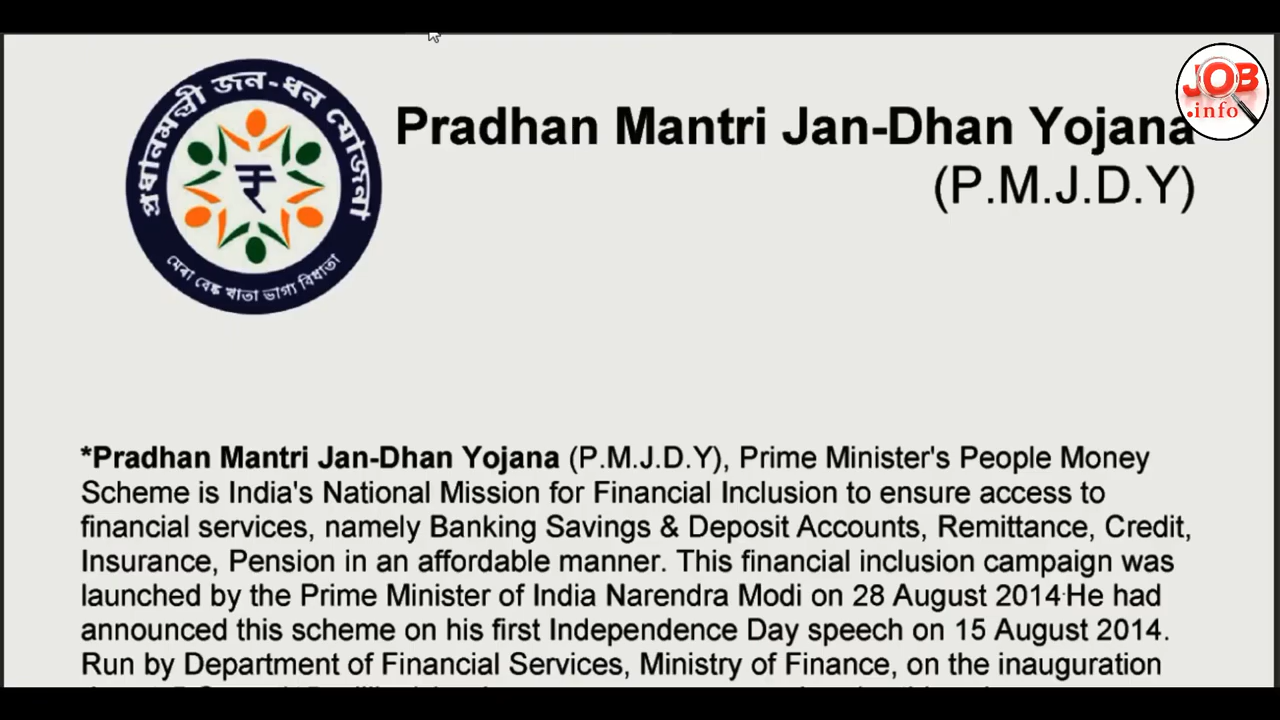 প্রধানমন্ত্রী জন-ধন যোজনা
মেৰা বেঙ্ক খাতা ভাগ্য বিধাতা
JOB
.info
Pradhan Mantri Jan-Dhan Yojana
(P.M.J.D.Y)
*Pradhan Mantri Jan-Dhan Yojana (P.M.J.D.Y), Prime Minister's People Money
Scheme is India's National Mission for Financial Inclusion to ensure access to
financial services, namely Banking Savings & Deposit Accounts, Remittance, Credit,
Insurance, Pension in an affordable manner. This financial inclusion campaign was
launched by the Prime Minister of India Narendra Modi on 28 August 2014·He had
announced this scheme on his first Independence Day speech on 15 August 2014.
Run by Department of Financial Services, Ministry of Finance, on the inauguration